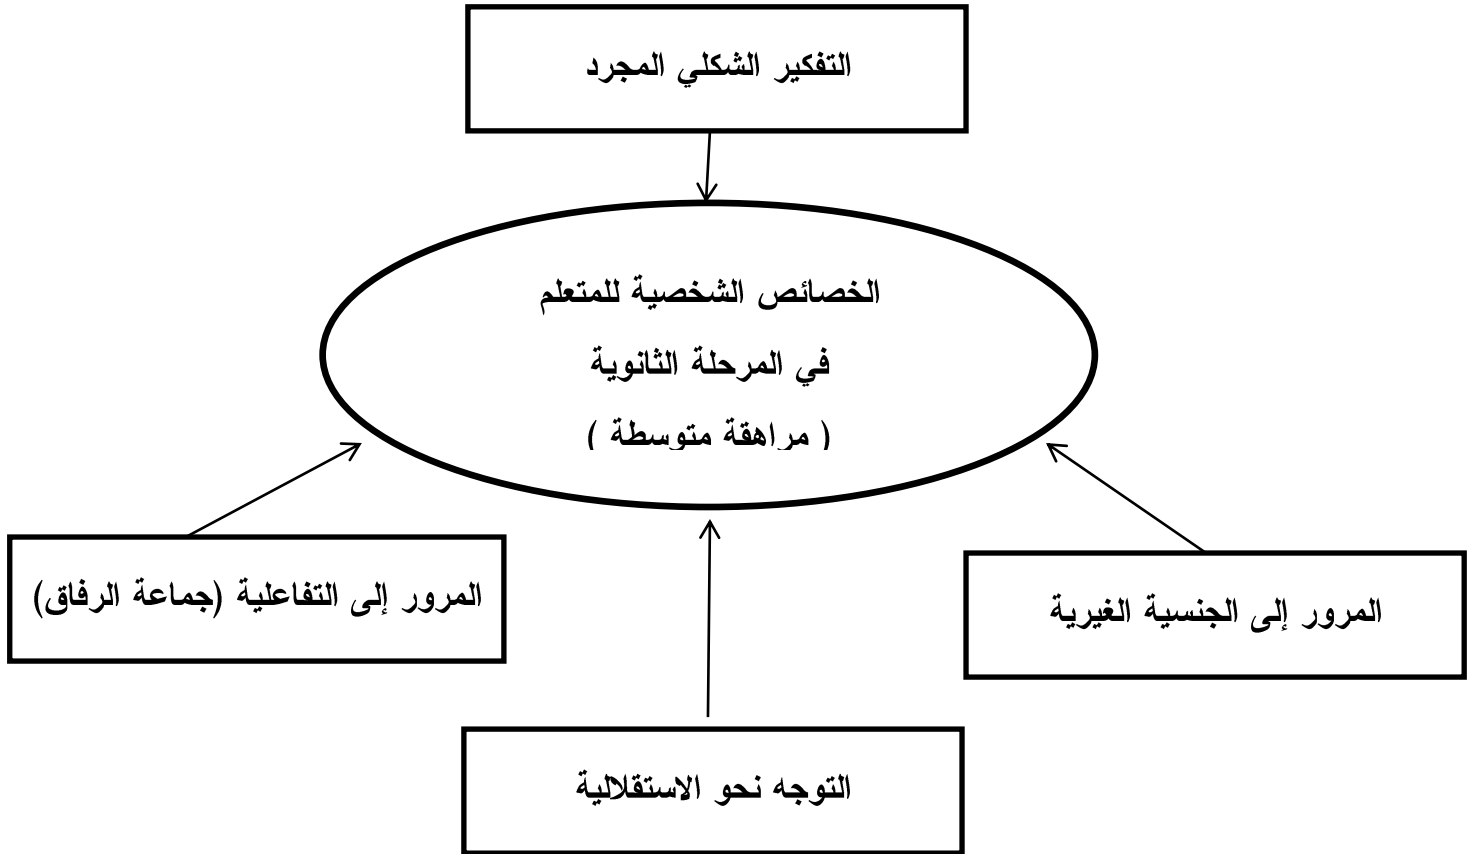 التفكير الشكلي المجرد
الخصائص الشخصية للمتعلم
في المرحلة الثانوية
( مراهقة متوسطة )
المرور إلى التفاعلية (جماعة الرفاق)
المرور إلى الجنسية الغيرية
التوجه نحو الاستقلالية